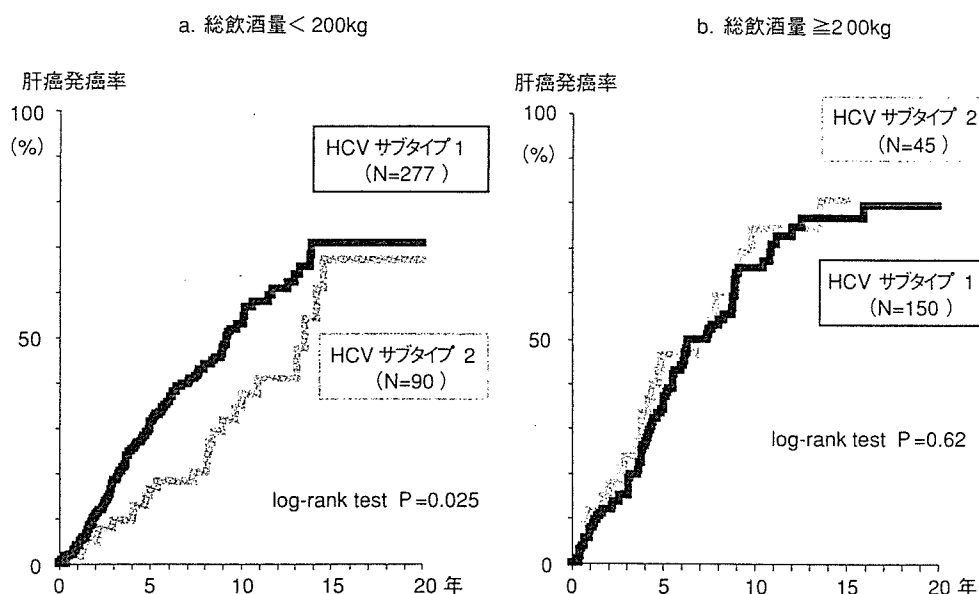 a. 総飲酒量＜200kg
肝癌発癌率
100
(%)
50
0
HCV サブタイプ 1
(N=277 )
HCV サブタイプ 2
(N=90 )
log-rank test P=0.025
0 5 10 15 20 年
b. 総飲酒量 ≧200kg
肝癌発癌率
100
(%)
50
0
HCV サブタイプ 2
(N=45 )
HCV サブタイプ 1
(N=150 )
log-rank test P=0.62
0 5 10 15 20 年